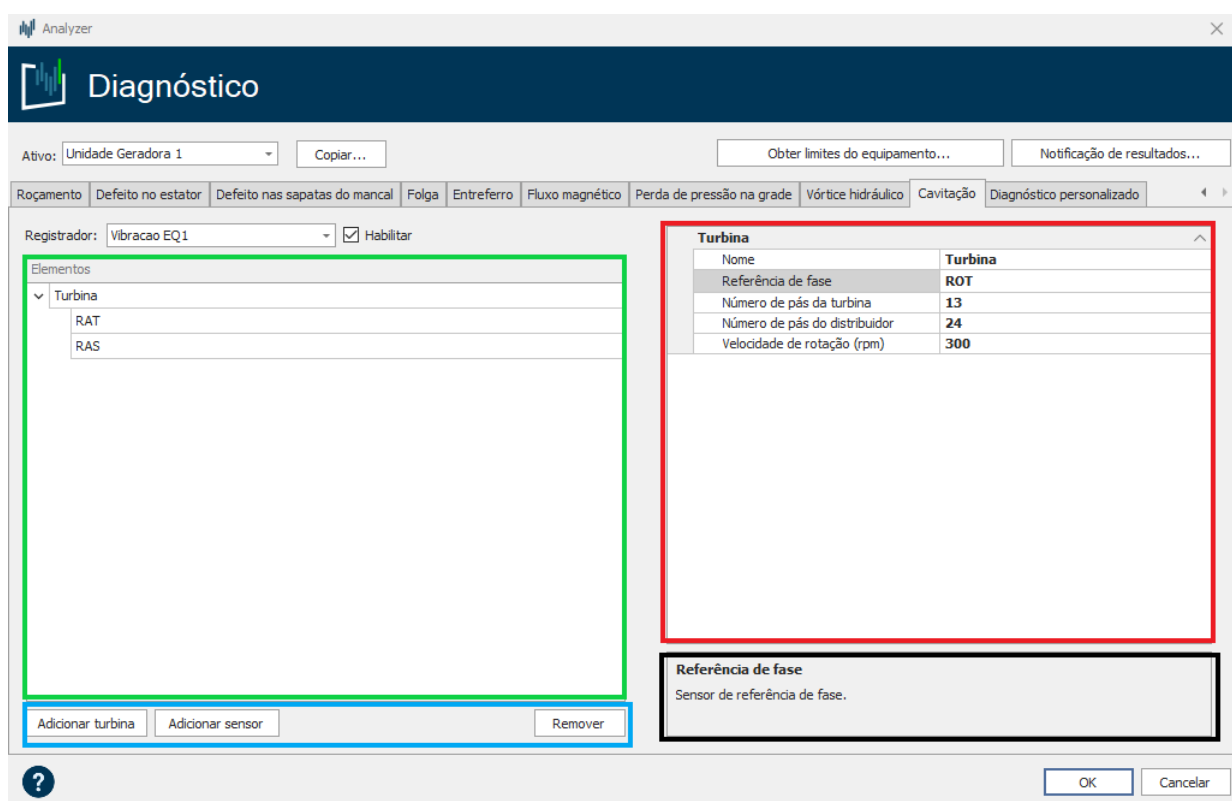 Analyzer
Diagnóstico
Ativo: Unidade Geradora 1 Copiar... Obter limites do equipamento... Notificação de resultados...
Roçamento Defeito no estator Defeito nas sapatas do mancal Folga Entreferro Fluxo magnético Perda de pressão na grade Vórtice hidráulico Cavitação Diagnóstico personalizado
Registrador: Vibracao EQ1 Habilitar
Elementos
Turbina
RAT
RAS
Adicionar turbina Adicionar sensor Remover
Turbina
Nome Turbina
Referência de fase ROT
Número de pás da turbina 13
Número de pás do distribuidor 24
Velocidade de rotação (rpm) 300
Referência de fase
Sensor de referência de fase.
? OK Cancelar